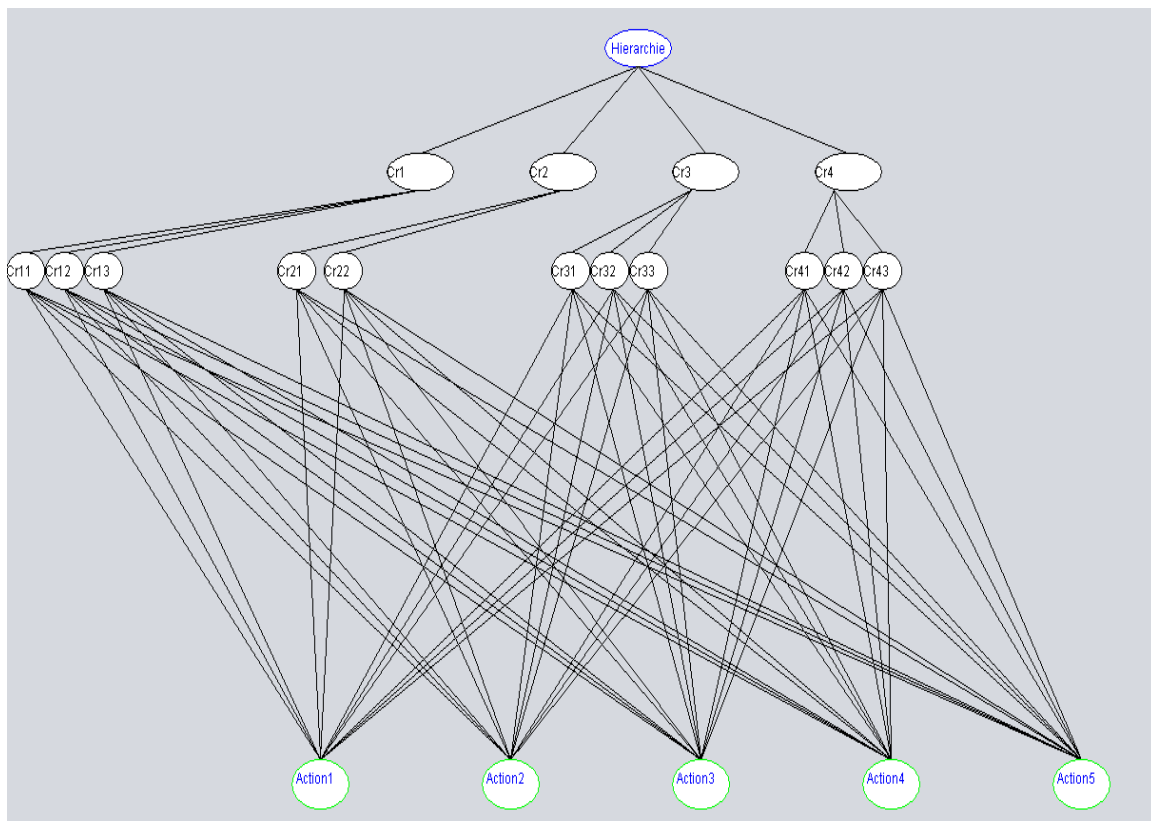 Hierarchie
Cr1 Cr2 Cr3 Cr4
Cr11 Cr12 Cr13 Cr21 Cr22 Cr31 Cr32 Cr33 Cr41 Cr42 Cr43
Action1 Action2 Action3 Action4 Action5